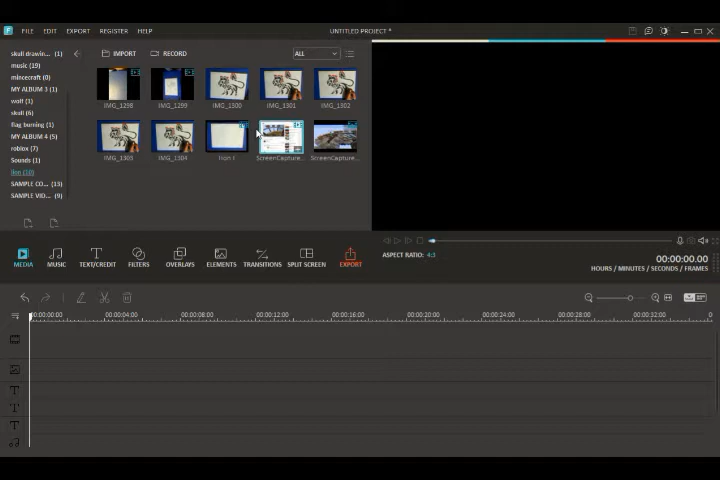 F FILE EDIT EXPORT REGISTER HELP UNTITLED PROJECT *
skull drawin... (1)
music (19)
mincecraft (0)
MY ALBUM 3 (1)
wolf (1)
skull (6)
flag burning (1)
MY ALBUM 4 (5)
roblox (7)
Sounds (1)
lion (10)
SAMPLE CO... (13)
SAMPLE VID... (9)
IMPORT RECORD ALL
IMG_1298 IMG_1299 IMG_1300 IMG_1301 IMG_1302
IMG_1303 IMG_1304 lion l ScreenCapture... ScreenCapture...
ASPECT RATIO: 4:3
00:00:00.00
HOURS / MINUTES / SECONDS / FRAMES
MEDIA MUSIC TEXT/CREDIT FILTERS OVERLAYS ELEMENTS TRANSITIONS SPLIT SCREEN EXPORT
00:00:00:00 00:00:04:00 00:00:08:00 00:00:12:00 00:00:16:00 00:00:20:00 00:00:24:00 00:00:28:00 00:00:32:00 0
T
T
T